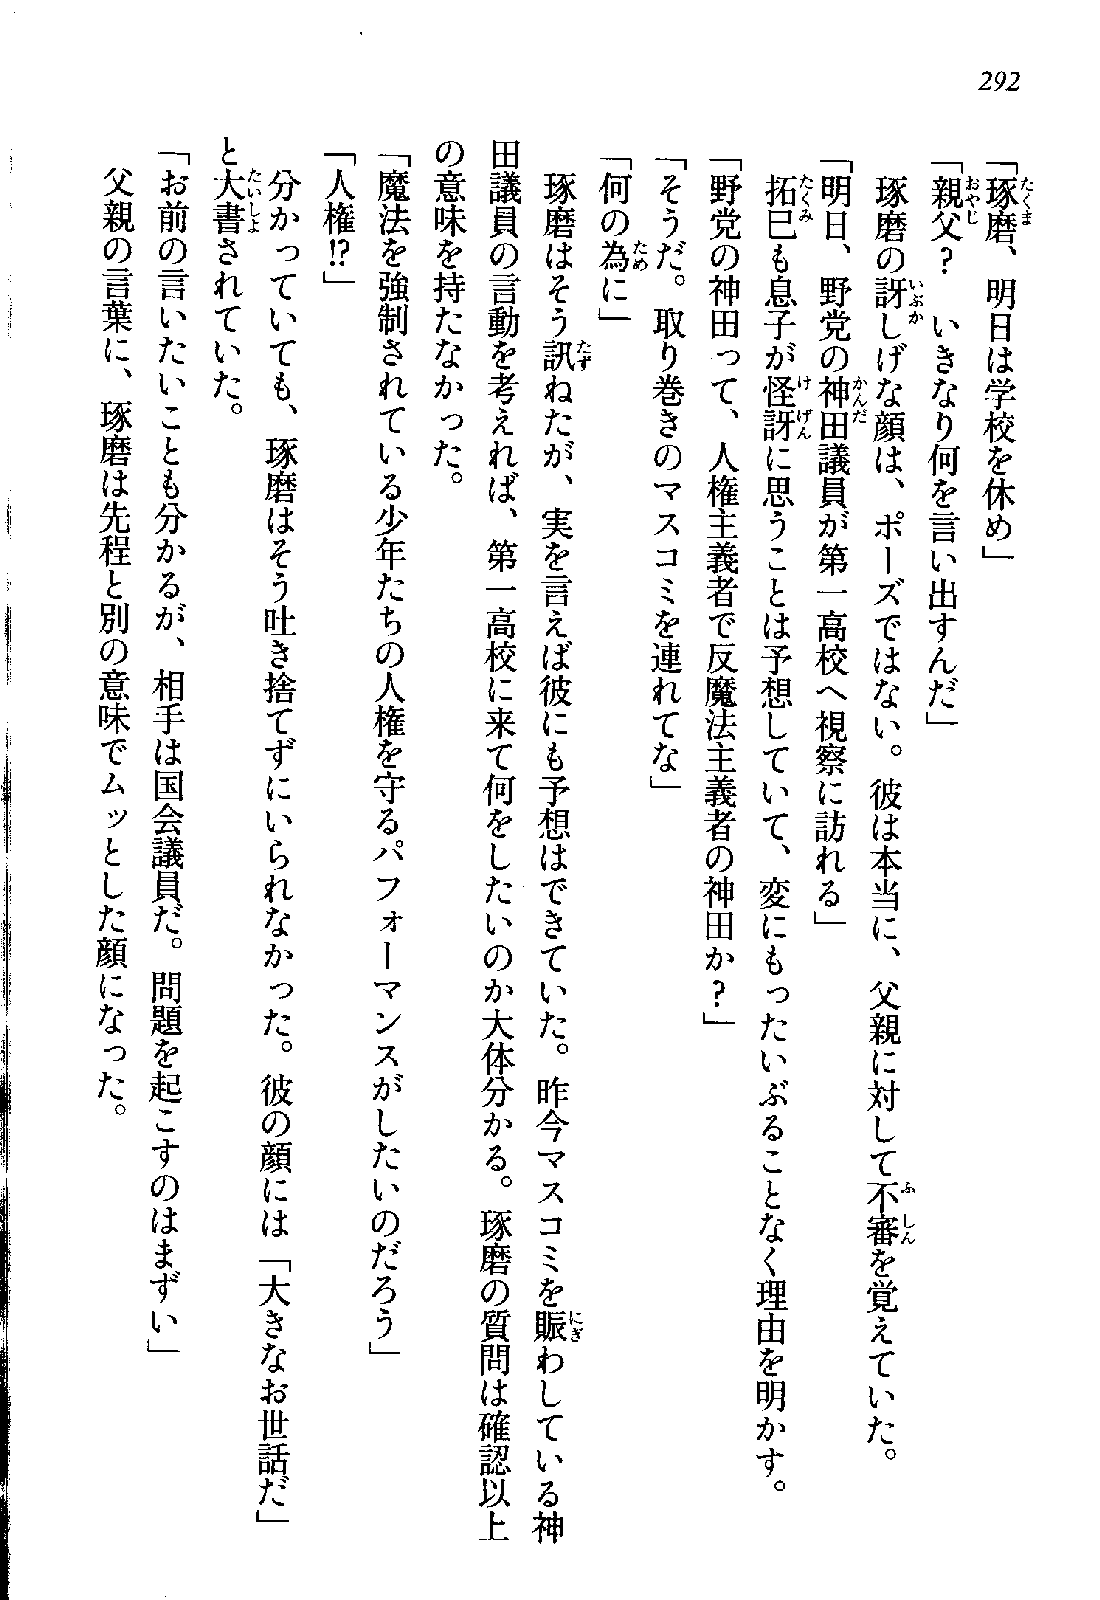 292
「琢磨、明日は学校を休め」
「親父？　いきなり何を言い出すんだ」
　琢磨の訝しげな顔は、ポーズではない。彼は本当に、父親に対して不審を覚えていた。
「明日、野党の神田議員が第一高校へ視察に訪れる」
　拓巳も息子が怪訝に思うことは予想していて、変にもったいぶることなく理由を明かす。
「野党の神田って、人権主義者で反魔法主義者の神田か？」
「そうだ。取り巻きのマスコミを連れてな」
「何の為に」
　琢磨はそう訊ねたが、実を言えば彼にも予想はできていた。昨今マスコミを賑わしている神
田議員の言動を考えれば、第一高校に来て何をしたいのか大体分かる。琢磨の質問は確認以上
の意味を持たなかった。
「魔法を強制されている少年たちの人権を守るパフォーマンスがしたいのだろう」
「人権!?」
　分かっていても、琢磨はそう吐き捨てずにいられなかった。彼の顔には「大きなお世話だ」
と大書されていた。
「お前の言いたいことも分かるが、相手は国会議員だ。問題を起こすのはまずい」
　父親の言葉に、琢磨は先程と別の意味でムッとした顔になった。